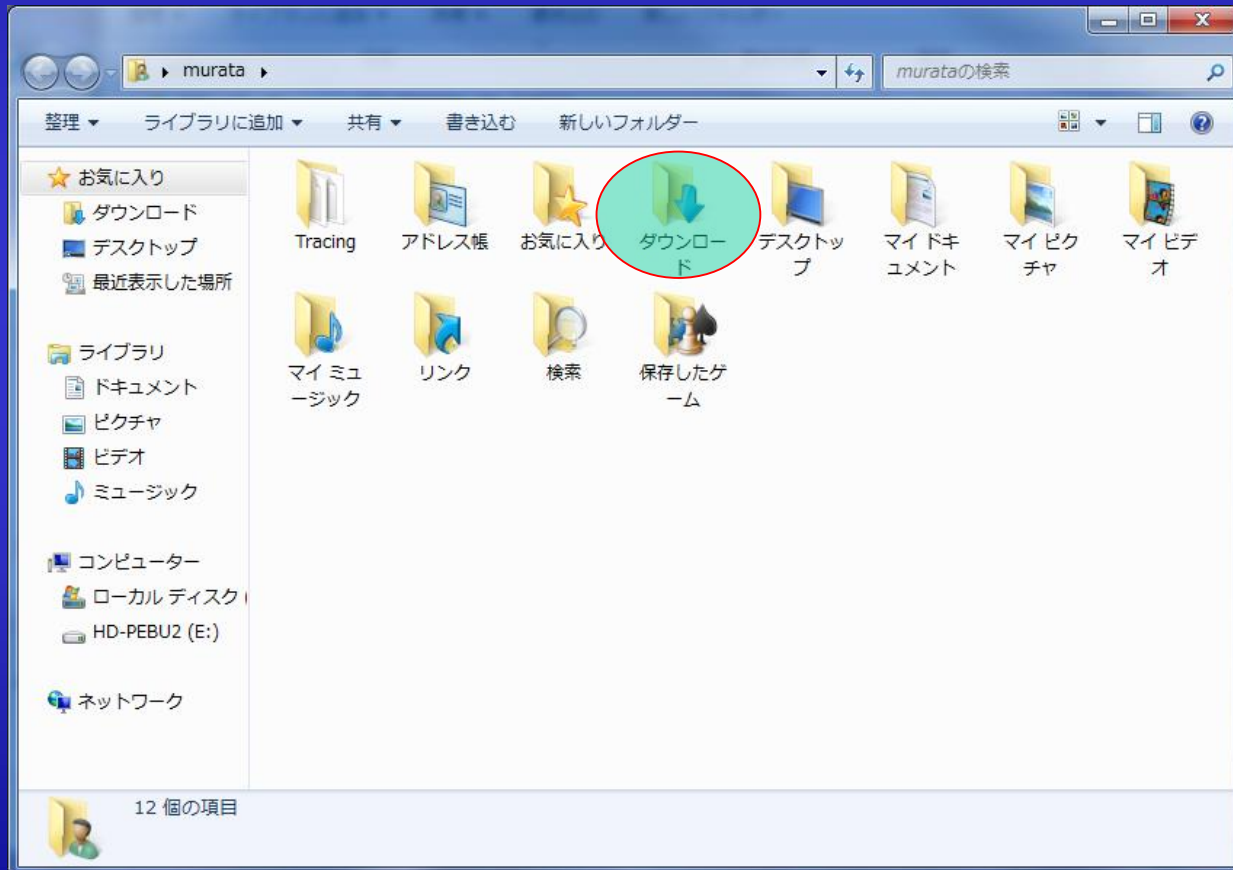 murata
murataの検索
整理 ライブラリに追加 共有 書き込む 新しいフォルダー
お気に入り
ダウンロード
デスクトップ
最近表示した場所
ライブラリ
ドキュメント
ピクチャ
ビデオ
ミュージック
コンピューター
ローカル ディスク (
HD-PEBU2 (E:)
ネットワーク
Tracing アドレス帳 お気に入り ダウンロー デスクトッ マイ ドキ マイ ピク マイ ビデ
ド プ ュメント チャ オ
マイ ミュ リンク 検索 保存したゲ
ージック ーム
12 個の項目